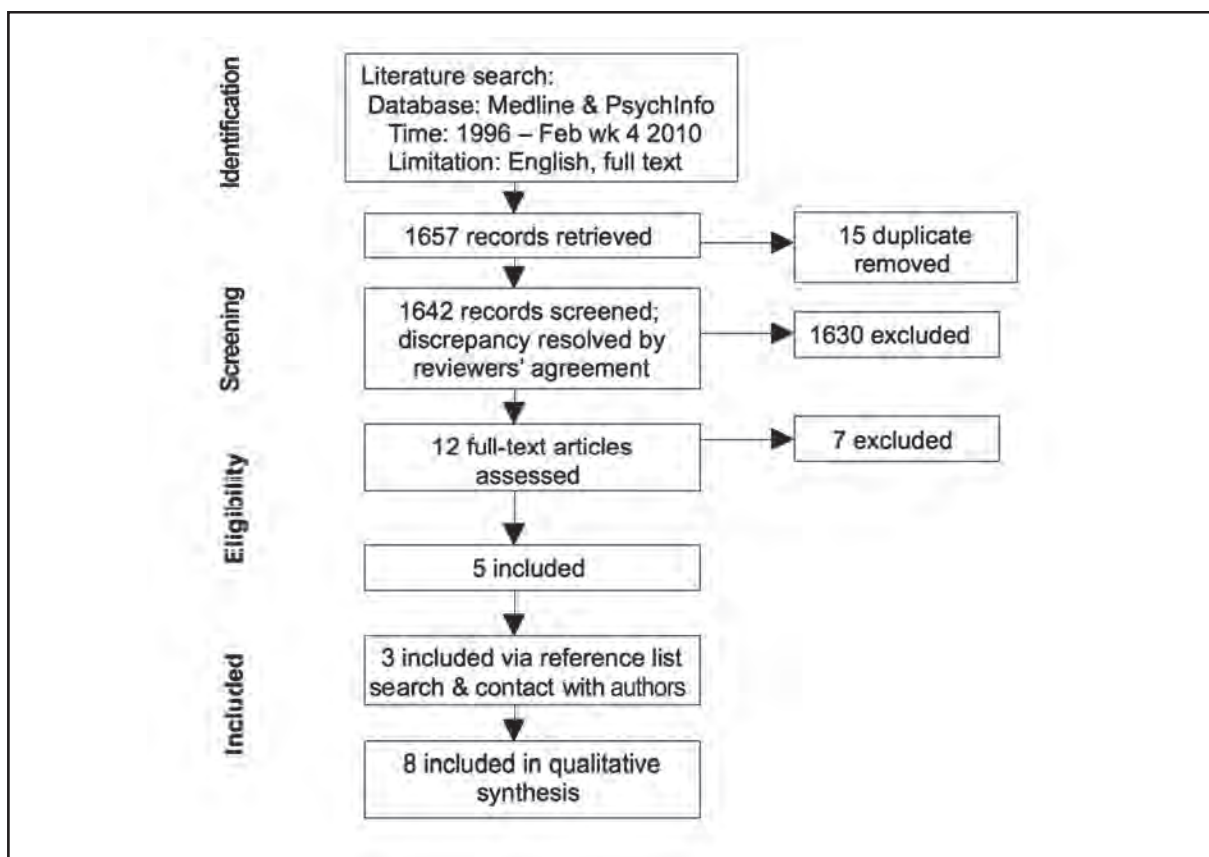 Identification
Literature search:
Database: Medline & PsychInfo
Time: 1996 – Feb wk 4 2010
Limitation: English, full text
1657 records retrieved
15 duplicate
removed
Screening
1642 records screened;
discrepancy resolved by
reviewers' agreement
1630 excluded
Eligibility
12 full-text articles
assessed
7 excluded
5 included
Included
3 included via reference list
search & contact with authors
8 included in qualitative
synthesis